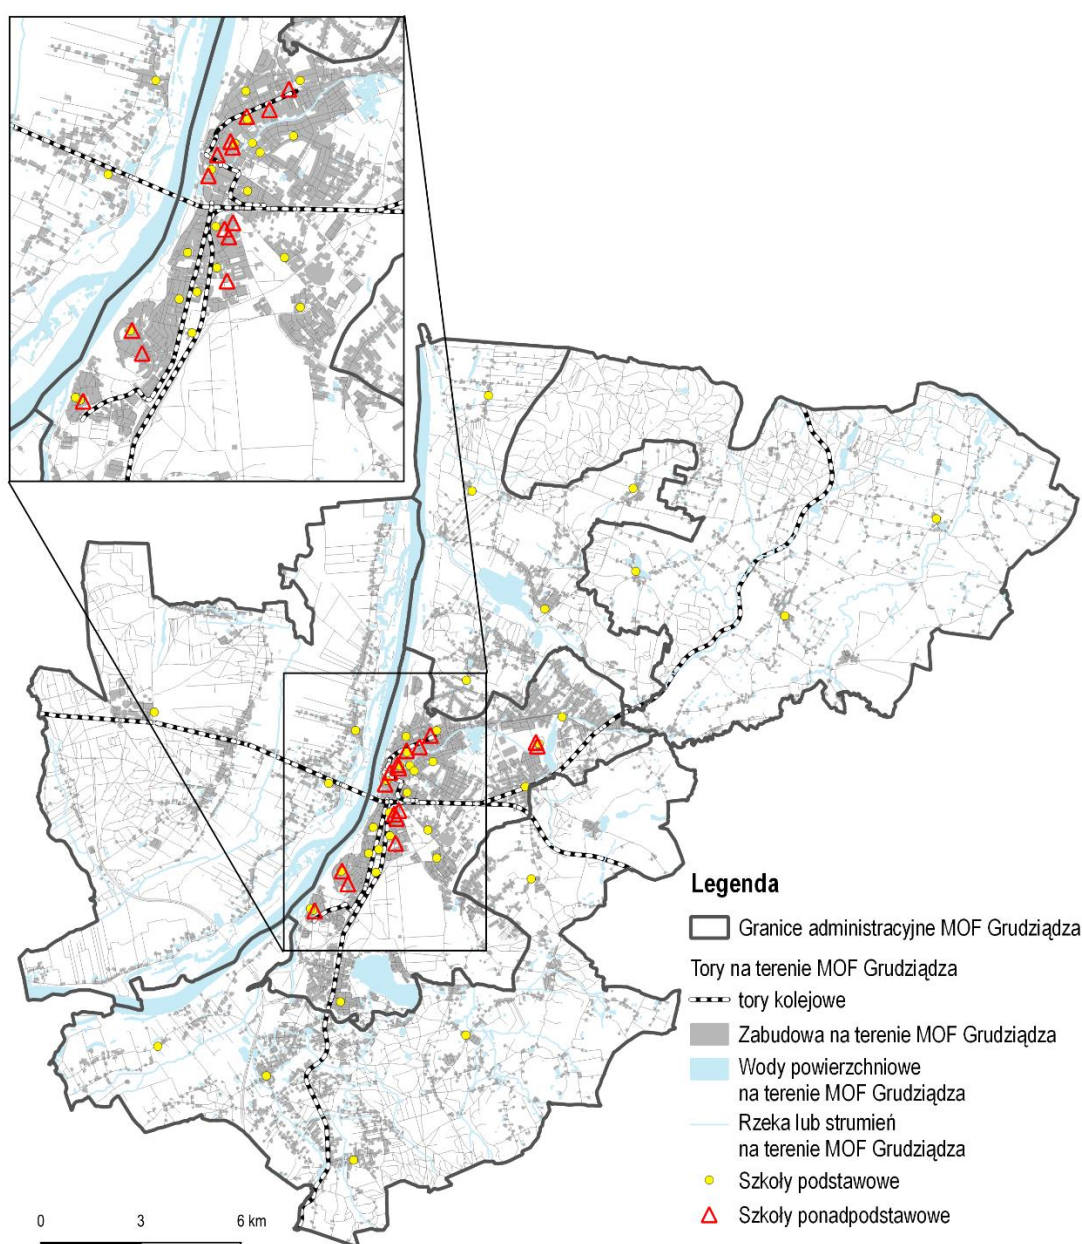 Legenda
Granice administracyjne MOF Grudziądza
Tory na terenie MOF Grudziądza
tory kolejowe
Zabudowa na terenie MOF Grudziądza
Wody powierzchniowe
na terenie MOF Grudziądza
Rzeka lub strumień
na terenie MOF Grudziądza
Szkoły podstawowe
Szkoły ponadpodstawowe
0 3 6 km